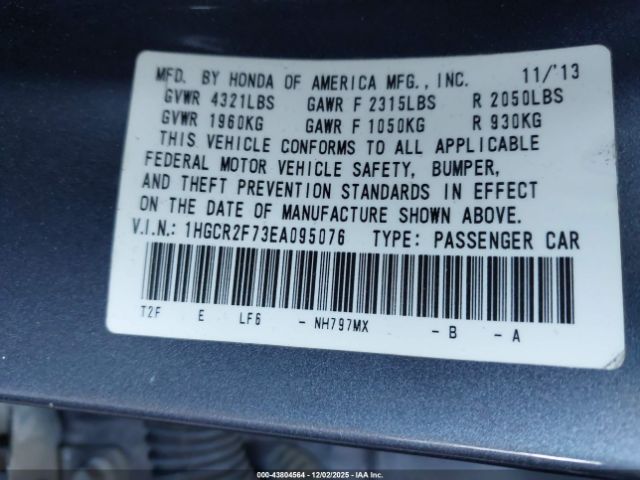 MFD. BY HONDA OF AMERICA MFG., INC. 11/'13
GVWR 4321LBS GAWR F 2315LBS R 2050LBS
GVWR 1960KG GAWR F 1050KG R 930KG
THIS VEHICLE CONFORMS TO ALL APPLICABLE
FEDERAL MOTOR VEHICLE SAFETY, BUMPER,
AND THEFT PREVENTION STANDARDS IN EFFECT
ON THE DATE OF MANUFACTURE SHOWN ABOVE.
V.I.N.: 1HGCR2F73EA095076 TYPE: PASSENGER CAR
T2F E LF6 - NH797MX - B - A
000-43804564 - 12/02/2025 - IAA, Inc.